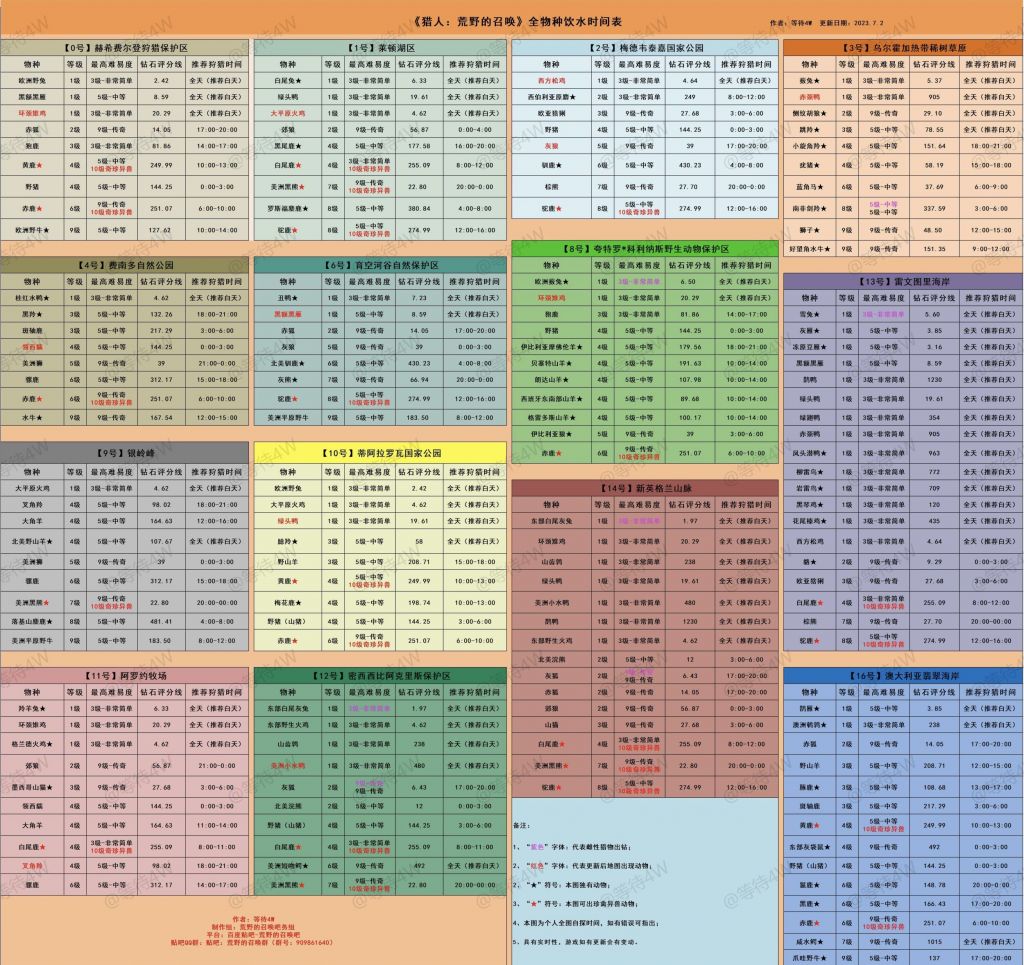 《猎人：荒野的召唤》全物种饮水时间表
作者：等待4W 更新日期：2023.7.2
【0号】赫希费尔登狩猎保护区
物种 等级 最高难易度 钻石评分线 推荐狩猎时间
欧洲野兔 1级 3级-非常简单 2.42 全天（推荐白天）
黑额黑雁 1级 5级-中等 8.59 全天（推荐白天）
环颈雉鸡 1级 3级-非常简单 20.29 全天（推荐白天）
赤狐 2级 9级-传奇 14.05 17:00-20:00
狍鹿 3级 3级-非常简单 81.86 14:00-17:00
黄鹿★ 4级 5级-中等 10级奇珍异兽 249.99 10:00-13:00
野猪 5级 5级-中等 144.25 0:00-3:00
赤鹿★ 6级 9级-传奇 10级奇珍异兽 251.07 6:00-10:00
欧洲野牛★ 9级 5级-中等 127.62 10:00-14:00
【1号】莱顿湖区
物种 等级 最高难易度 钻石评分线 推荐狩猎时间
白尾兔★ 1级 3级-非常简单 6.33 全天（推荐白天）
绿头鸭 1级 3级-非常简单 19.61 全天（推荐白天）
大平原火鸡 1级 3级-非常简单 4.62 全天（推荐白天）
郊狼 2级 9级-传奇 56.87 0:00-4:00
黑尾鹿★ 4级 5级-中等 177.58 16:00-20:00
白尾鹿★ 4级 3级-非常简单 10级奇珍异兽 255.09 8:00-12:00
美洲黑熊★ 7级 9级-传奇 10级奇珍异兽 22.80 20:00-0:00
罗斯福麋鹿★ 8级 5级-中等 380.84 4:00-8:00
驼鹿★ 8级 5级-中等 10级奇珍异兽 274.99 12:00-16:00
【2号】梅德韦泰嘉国家公园
物种 等级 最高难易度 钻石评分线 推荐狩猎时间
西方松鸡 1级 3级-非常简单 4.64 全天（推荐白天）
西伯利亚原麝★ 2级 3级-非常简单 249 8:00-12:00
欧亚猞猁 3级 9级-传奇 27.68 3:00-6:00
野猪 5级 5级-中等 144.25 0:00-3:00
灰狼 5级 9级-传奇 39 17:00-20:00
驯鹿★ 6级 5级-中等 430.23 4:00-8:00
棕熊 7级 9级-传奇 27.70 20:00-0:00
驼鹿★ 8级 5级-中等 10级奇珍异兽 274.99 12:00-16:00
【3号】乌尔霍加热带稀树草原
物种 等级 最高难易度 钻石评分线 推荐狩猎时间
薮兔★ 1级 3级-非常简单 5.37 全天（推荐白天）
赤颈鸭 1级 3级-非常简单 905 全天（推荐白天）
侧纹胡狼★ 2级 9级-传奇 29.10 全天（推荐白天）
跳羚★ 3级 5级-中等 78.55 全天（推荐白天）
小旋角羚★ 4级 5级-中等 151.64 18:00-21:00
疣猪★ 4级 5级-中等 58.19 15:00-18:00
蓝角马★ 6级 5级-中等 37.69 6:00-9:00
南非剑羚★ 8级 5级-中等 5级-中等 337.59 3:00-6:00
狮子★ 9级 9级-传奇 48.50 12:00-15:00
好望角水牛★ 9级 9级-传奇 151.35 9:00-12:00
【4号】费南多自然公园
物种 等级 最高难易度 钻石评分线 推荐狩猎时间
桂红水鸭★ 1级 3级-非常简单 4.62 全天（推荐白天）
黑羚★ 3级 5级-中等 132.26 18:00-21:00
斑轴鹿 3级 5级-中等 217.29 3:00-6:00
领西猯 5级 5级-中等 144.25 0:00-3:00
美洲狮 5级 9级-传奇 39 21:00-0:00
骡鹿 6级 5级-中等 312.17 15:00-18:00
赤鹿★ 6级 9级-传奇 10级奇珍异兽 251.07 6:00-10:00
水牛★ 9级 9级-传奇 167.54 12:00-15:00
【6号】育空河谷自然保护区
物种 等级 最高难易度 钻石评分线 推荐狩猎时间
丑鸭★ 1级 3级-非常简单 7.23 全天（推荐白天）
黑额黑雁 1级 5级-中等 8.59 全天（推荐白天）
赤狐 2级 9级-传奇 14.05 17:00-20:00
灰狼 5级 9级-传奇 39 0:00-3:00
北美驯鹿★ 6级 5级-中等 430.23 4:00-8:00
灰熊★ 7级 9级-传奇 66.94 20:00-0:00
驼鹿★ 8级 5级-中等 10级奇珍异兽 274.99 12:00-16:00
美洲平原野牛 9级 5级-中等 183.50 8:00-12:00
【8号】夸特罗*科利纳斯野生动物保护区
物种 等级 最高难易度 钻石评分线 推荐狩猎时间
欧洲薮兔★ 1级 3级-非常简单 6.50 全天（推荐白天）
环颈雉鸡 1级 3级-非常简单 20.29 全天（推荐白天）
狍鹿 3级 3级-非常简单 81.86 14:00-17:00
野猪 5级 5级-中等 144.25 0:00-3:00
伊比利亚摩佛伦羊★ 4级 5级-中等 179.56 18:00-21:00
贝塞特山羊★ 4级 5级-中等 191.63 10:00-14:00
朗达山羊★ 4级 5级-中等 107.98 10:00-14:00
西班牙东南部山羊★ 4级 5级-中等 89.68 10:00-14:00
格雷多斯山羊★ 4级 5级-中等 100.17 10:00-14:00
伊比利亚狼★ 5级 9级-传奇 39 3:00-6:00
赤鹿★ 6级 9级-传奇 10级奇珍异兽 251.07 6:00-10:00
【13号】雷文图里海岸
物种 等级 最高难易度 钻石评分线 推荐狩猎时间
雪兔★ 1级 3级-非常简单 5.60 全天（推荐白天）
灰雁★ 1级 5级-中等 3.85 全天（推荐白天）
冻原豆雁★ 1级 5级-中等 3.16 全天（推荐白天）
黑额黑雁 1级 5级-中等 8.59 全天（推荐白天）
鹊鸭 1级 3级-非常简单 1230 全天（推荐白天）
绿头鸭 1级 3级-非常简单 19.61 全天（推荐白天）
绿翅鸭 1级 3级-非常简单 354 全天（推荐白天）
赤颈鸭 1级 3级-非常简单 905 全天（推荐白天）
凤头潜鸭★ 1级 3级-非常简单 963 全天（推荐白天）
柳雷鸟★ 1级 3级-非常简单 772 全天（推荐白天）
岩雷鸟★ 1级 3级-非常简单 709 全天（推荐白天）
黑琴鸡★ 1级 3级-非常简单 120 全天（推荐白天）
花尾榛鸡★ 1级 3级-非常简单 435 全天（推荐白天）
西方松鸡 1级 3级-非常简单 4.64 全天（推荐白天）
貉★ 2级 9级-传奇 9.29 0:00-3:00
欧亚猞猁 3级 9级-传奇 27.68 3:00-6:00
白尾鹿★ 4级 3级-非常简单 10级奇珍异兽 255.09 8:00-12:00
棕熊 7级 9级-传奇 27.70 20:00-00:00
驼鹿★ 8级 5级-中等 10级奇珍异兽 274.99 12:00-16:00
【9号】银岭峰
物种 等级 最高难易度 钻石评分线 推荐狩猎时间
大平原火鸡 1级 3级-非常简单 4.62 全天（推荐白天）
叉角羚 4级 5级-中等 98.02 18:00-21:00
大角羊 4级 5级-中等 164.63 12:00-16:00
北美野山羊★ 4级 5级-中等 107.67 全天（推荐白天）
美洲狮 5级 9级-传奇 39 0:00-3:00
骡鹿 6级 5级-中等 312.17 15:00-18:00
美洲黑熊★ 7级 9级-传奇 10级奇珍异兽 22.80 20:00-00:00
落基山麋鹿★ 8级 5级-中等 481.41 4:00-8:00
美洲平原野牛 9级 5级-中等 183.50 8:00-12:00
【10号】蒂阿拉罗瓦国家公园
物种 等级 最高难易度 钻石评分线 推荐狩猎时间
欧洲野兔 1级 3级-非常简单 2.42 全天（推荐白天）
大平原火鸡 1级 3级-非常简单 4.62 全天（推荐白天）
绿头鸭 1级 3级-非常简单 19.61 全天（推荐白天）
臆羚★ 3级 5级-中等 58 全天（推荐白天）
野山羊 3级 5级-中等 208.71 15:00-18:00
黄鹿★ 4级 5级-中等 10级奇珍异兽 249.99 10:00-13:00
梅花鹿★ 4级 5级-中等 198.74 10:00-13:00
野猪（山猪） 4级 5级-中等 144.25 3:00-6:00
赤鹿★ 6级 9级-传奇 10级奇珍异兽 251.07 6:00-10:00
【14号】新英格兰山脉
物种 等级 最高难易度 钻石评分线 推荐狩猎时间
东部白尾灰兔 1级 3级-非常简单 1.97 全天（推荐白天）
环颈雉鸡 1级 3级-非常简单 20.29 全天（推荐白天）
山齿鹑 1级 3级-非常简单 238 全天（推荐白天）
绿头鸭 1级 3级-非常简单 19.61 全天（推荐白天）
美洲小水鸭 1级 3级-非常简单 480 全天（推荐白天）
鹊鸭 1级 3级-非常简单 1230 全天（推荐白天）
东部野生火鸡 1级 3级-非常简单 4.62 全天（推荐白天）
北美浣熊 2级 5级-中等 12 3:00-6:00
灰狐 2级 9级-传奇 9级-传奇 6.43 17:00-20:00
赤狐 2级 9级-传奇 14.05 17:00-20:00
郊狼 2级 9级-传奇 56.87 0:00-3:00
山猫 3级 9级-传奇 27.68 3:00-6:00
白尾鹿★ 4级 3级-非常简单 10级奇珍异兽 255.09 8:00-12:00
美洲黑熊★ 7级 9级-传奇 10级奇珍异兽 22.80 20:00-0:00
驼鹿★ 8级 5级-中等 10级奇珍异兽 274.99 12:00-16:00
【11号】阿罗约牧场
物种 等级 最高难易度 钻石评分线 推荐狩猎时间
羚羊兔★ 1级 3级-非常简单 6.33 全天（推荐白天）
环颈雉鸡 1级 3级-非常简单 20.29 全天（推荐白天）
格兰德火鸡★ 1级 3级-非常简单 4.62 全天（推荐白天）
郊狼 2级 9级-传奇 56.87 21:00-0:00
墨西哥山猫★ 3级 9级-传奇 27.68 3:00-6:00
领西猯 5级 5级-中等 144.25 0:00-3:00
大角羊 4级 5级-中等 164.63 11:00-14:00
白尾鹿★ 4级 3级-非常简单 10级奇珍异兽 255.09 8:00-11:00
叉角羚 4级 5级-中等 98.02 18:00-21:00
骡鹿 6级 5级-中等 312.17 14:00-17:00
【12号】密西西比阿克里斯保护区
物种 等级 最高难易度 钻石评分线 推荐狩猎时间
东部白尾灰兔 1级 3级-非常简单 1.97 全天（推荐白天）
东部野生火鸡 1级 3级-非常简单 4.62 全天（推荐白天）
山齿鹑 1级 3级-非常简单 238 全天（推荐白天）
美洲小水鸭 1级 3级-非常简单 480 全天（推荐白天）
灰狐 2级 9级-传奇 9级-传奇 6.43 17:00-20:00
北美浣熊 2级 5级-中等 12 0:00-3:00
野猪（山猪） 4级 5级-中等 144.25 3:00-6:00
白尾鹿★ 4级 3级-非常简单 10级奇珍异兽 255.09 8:00-11:00
美洲短吻鳄★ 6级 9级-传奇 492 全天（推荐白天）
美洲黑熊★ 7级 9级-传奇 10级奇珍异兽 22.80 20:00-0:00
【16号】澳大利亚翡翠海岸
物种 等级 最高难易度 钻石评分线 推荐狩猎时间
鹊雁★ 1级 5级-中等 3.85 全天（推荐白天）
澳洲鹌鹑★ 1级 3级-非常简单 238 全天（推荐白天）
赤狐 2级 9级-传奇 14.05 17:00-20:00
野山羊 3级 5级-中等 208.71 12:00-15:00
豚鹿★ 3级 5级-中等 108.68 13:00-17:00
斑轴鹿 3级 5级-中等 217.29 3:00-6:00
黄鹿★ 4级 5级-中等 10级奇珍异兽 249.99 10:00-13:00
东部灰袋鼠★ 4级 3级-非常简单 492 0:00-3:00
野猪（山猪） 4级 5级-中等 144.25 0:00-3:00
鬣鹿★ 6级 5级-中等 148.78 20:00-0:00
黑鹿★ 6级 5级-中等 166.43 17:00-20:00
赤鹿★ 6级 9级-传奇 10级奇珍异兽 251.07 6:00-10:00
咸水鳄★ 7级 9级-传奇 1015 全天（推荐白天）
爪哇野牛★ 9级 5级-中等 137 17:00-20:00
备注：
1、“紫色”字体：代表雌性猎物出钻；
2、“红色”字体：代表更新后地图出现动物；
2、“★”符号：本图独有动物；
3、“★”符号：本图可出珍禽异兽动物；
4、本图为个人全图自探时间，如有错误可指出；
5、具有实时性，游戏如有更新会有变动。
作者：等待4W
制作组：荒野的召唤吧务组
平台：百度贴吧-荒野的召唤吧
贴吧QQ群：贴吧：荒野的召唤群（群号：909861640）
@等待4W